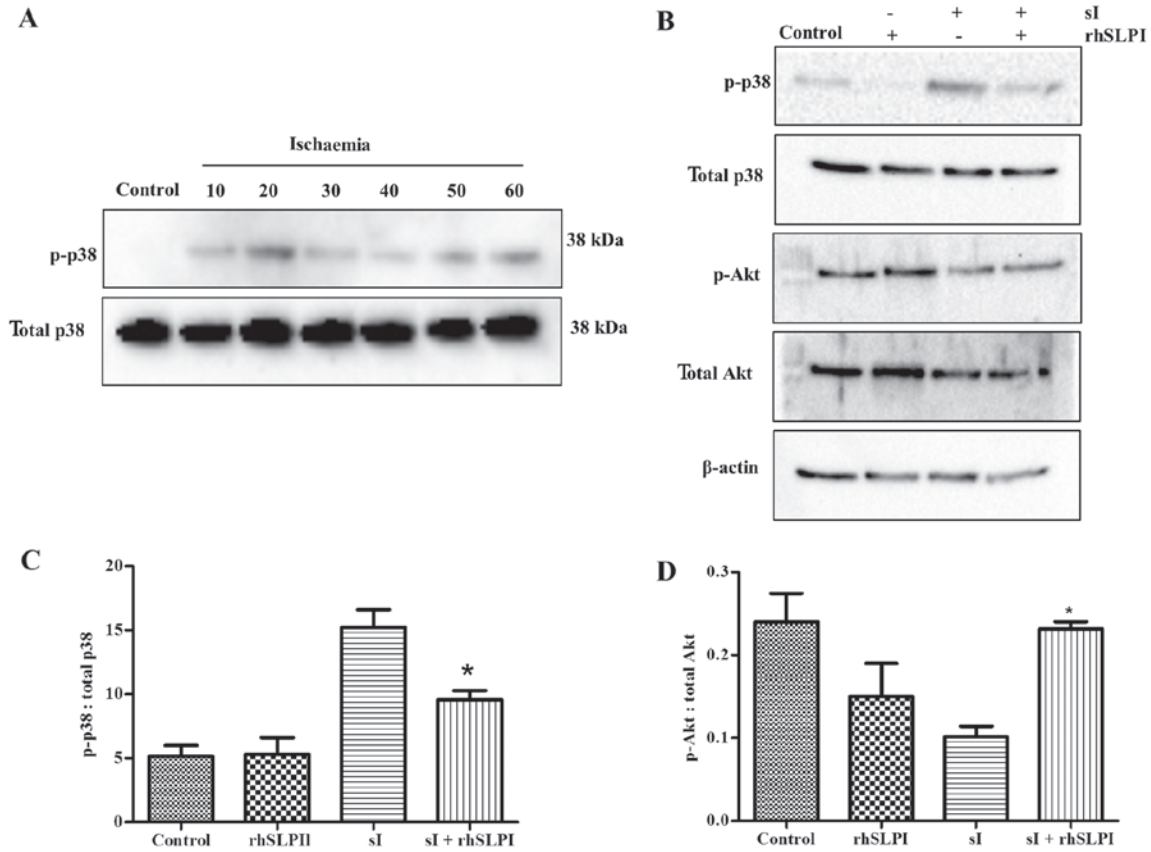 A
Ischaemia
Control 10 20 30 40 50 60
p-p38 38 kDa
Total p38 38 kDa
B
- + + sI
Control + - + rhSLPI
p-p38
Total p38
p-Akt
Total Akt
β-actin
C
p-p38 : total p38
20
15
10
5
0
*
Control rhSLPIl sI sI + rhSLPI
D
p-Akt : total Akt
0.3
0.2
0.1
0.0
*
Control rhSLPI sI sI + rhSLPI